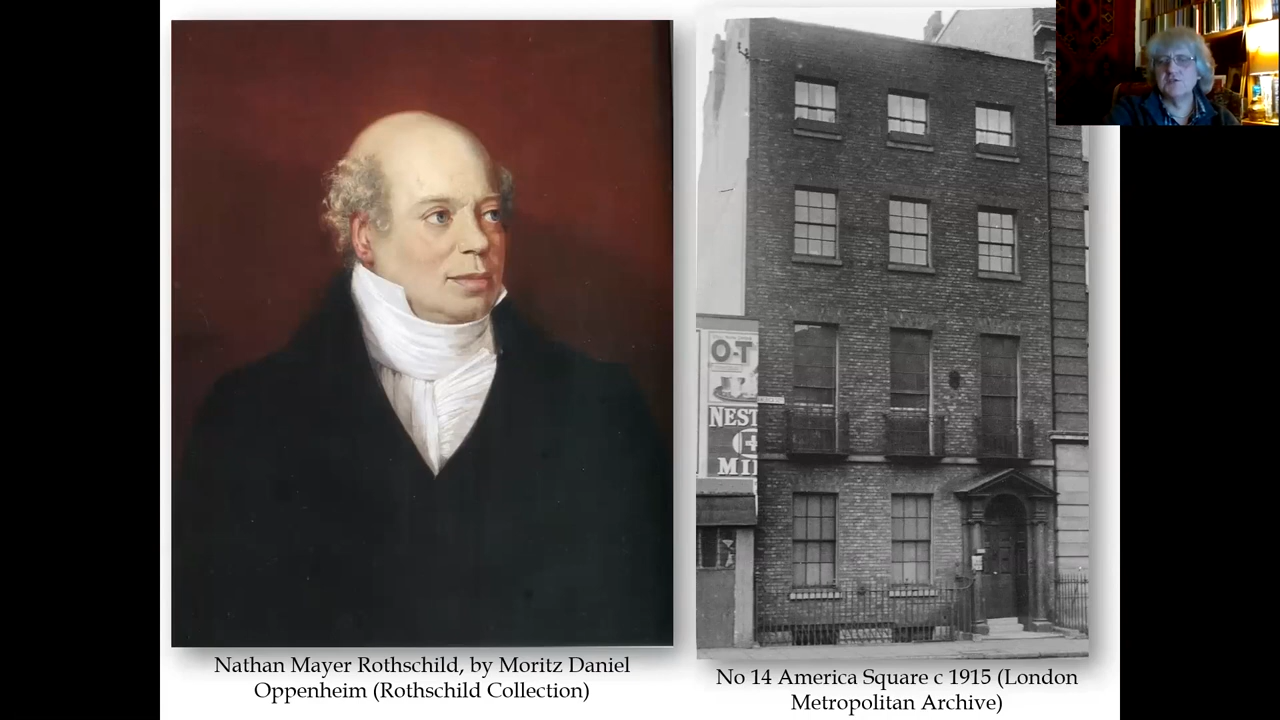 O-T
NEST
MI
Nathan Mayer Rothschild, by Moritz Daniel
Oppenheim (Rothschild Collection)
No 14 America Square c 1915 (London
Metropolitan Archive)